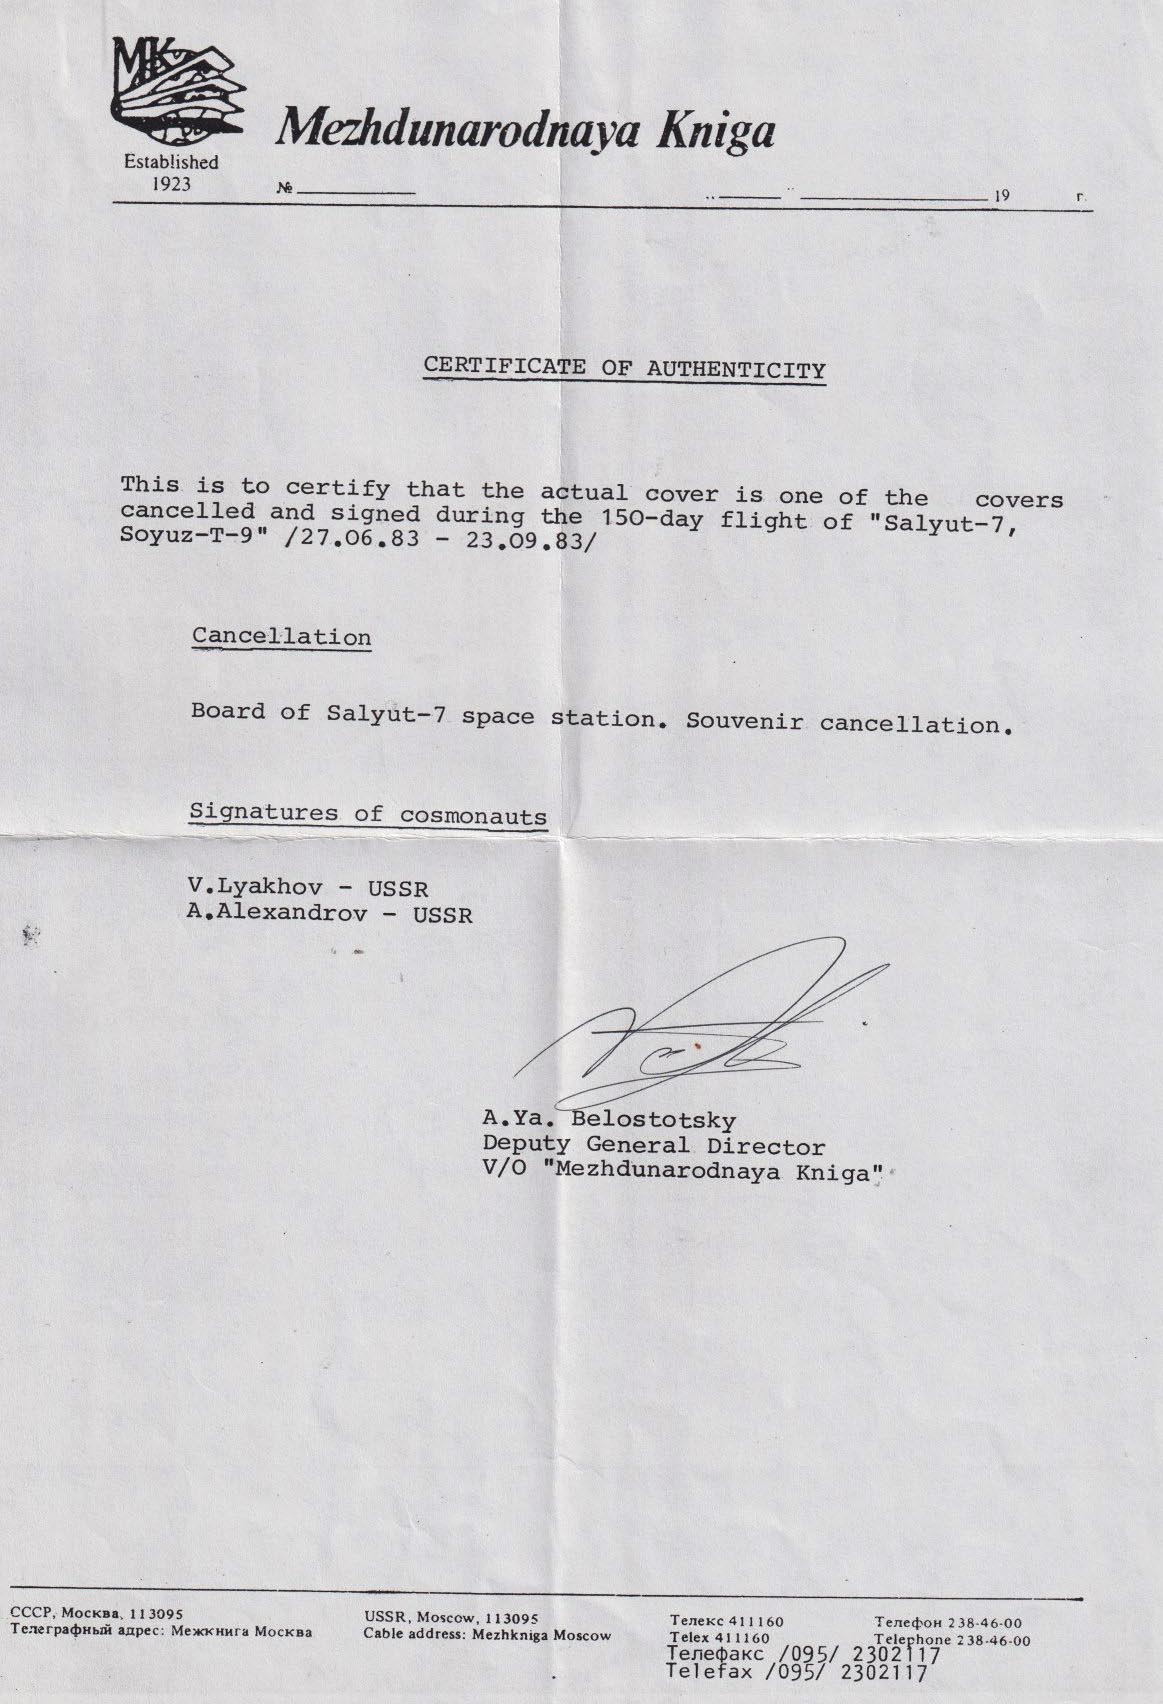 MK
Established
1923
Mezhdunarodnaya Kniga
№ ________ „____“ ____________ 19 г.
CERTIFICATE OF AUTHENTICITY
This is to certify that the actual cover is one of the covers
cancelled and signed during the 150-day flight of "Salyut-7,
Soyuz-T-9" /27.06.83 - 23.09.83/
Cancellation
Board of Salyut-7 space station. Souvenir cancellation.
Signatures of cosmonauts
V.Lyakhov - USSR
A.Alexandrov - USSR
A.Ya. Belostotsky
Deputy General Director
V/O "Mezhdunarodnaya Kniga"
СССР, Москва, 113095
Телеграфный адрес: Межкнига Москва
USSR, Moscow, 113095
Cable address: Mezhkniga Moscow
Телекс 411160
Telex 411160
Телефон 238-46-00
Telephone 238-46-00
Телефакс /095/ 2302117
Telefax /095/ 2302117